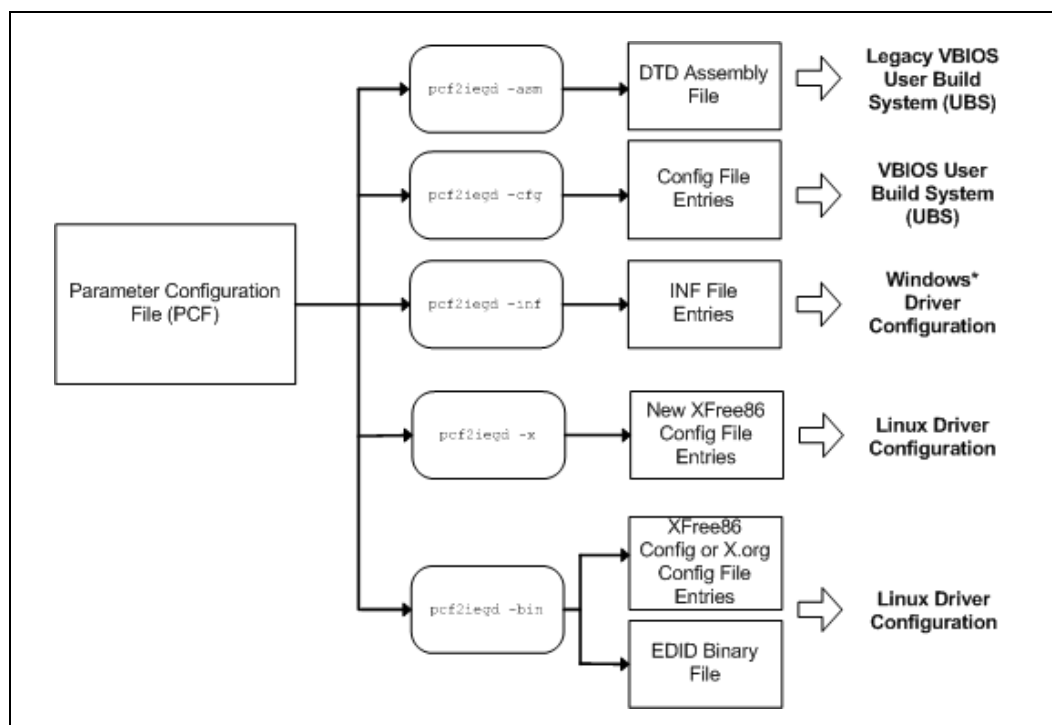 Parameter Configuration
File (PCF)
pcf2iegd -asm
DTD Assembly
File
Legacy VBIOS
User Build
System (UBS)
pcf2iegd -cfg
Config File
Entries
VBIOS User
Build System
(UBS)
pcf2iegd -inf
INF File
Entries
Windows*
Driver
Configuration
pcf2iegd -x
New XFree86
Config File
Entries
Linux Driver
Configuration
pcf2iegd -bin
XFree86
Config or X.org
Config File
Entries
EDID Binary
File
Linux Driver
Configuration